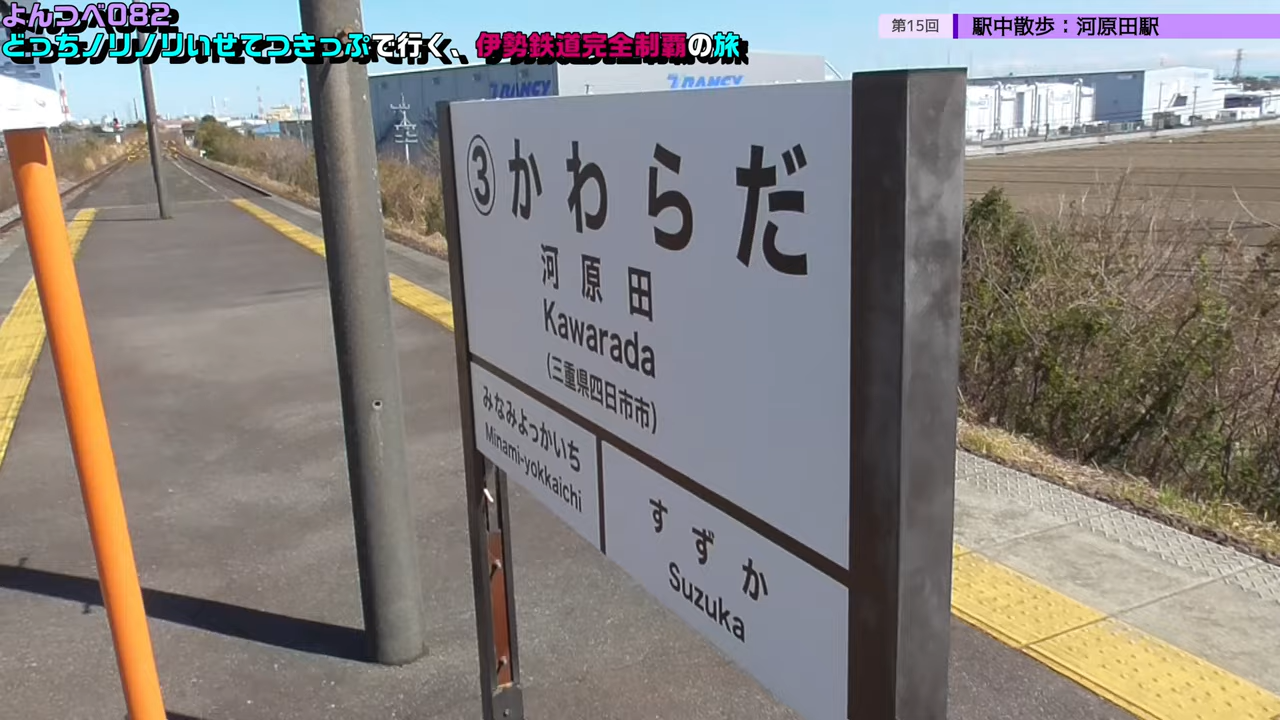 よんつべ082
どっちノリノリいせてつきっぷで行く、伊勢鉄道完全制覇の旅
第15回
駅中散歩：河原田駅
TRANCY
TRANCY
③かわらだ
河原田
Kawarada
(三重県四日市市)
みなみよっかいち
Minami-yokkaichi
すずか
Suzuka